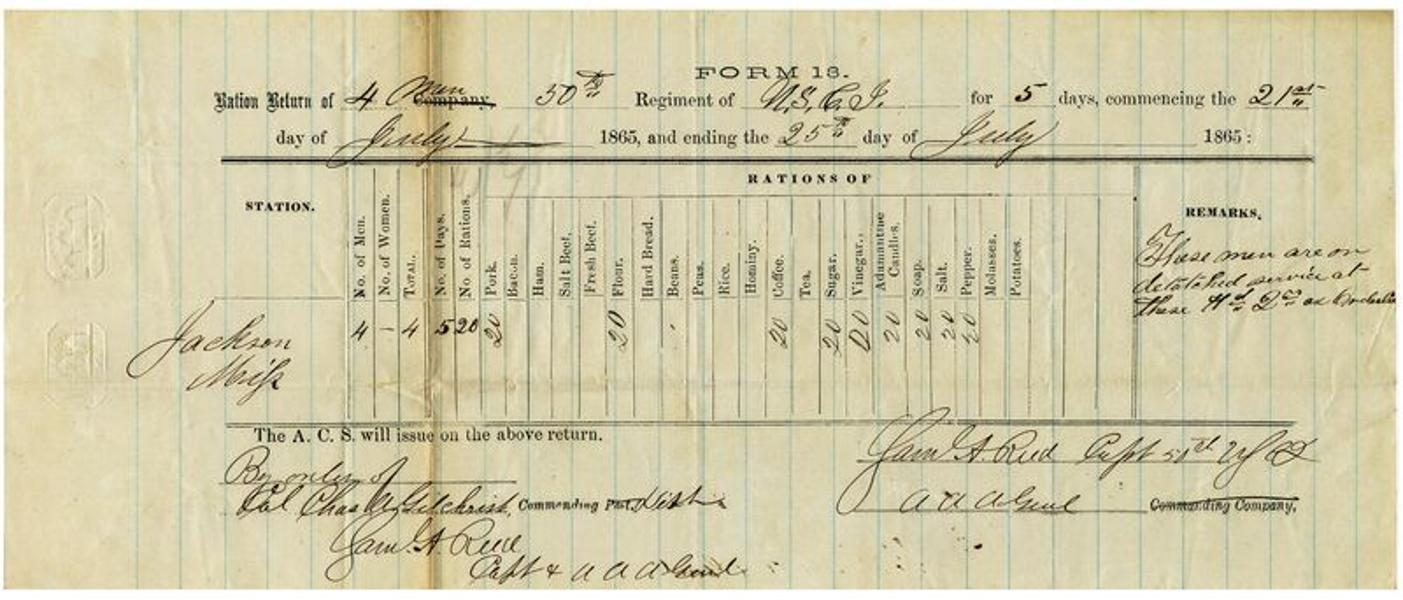 FORM 13.
Ration Return of 4 Men Company, 50th Regiment of U.S.C.I. for 5 days, commencing the 21st
day of July 1865, and ending the 25th day of July 1865:
RATIONS OF
STATION. No. of Men. No. of Women. TOTAL. No. of Days. No. of Rations. Pork. Bacon. Ham. Salt Beef. Fresh Beef. Flour. Hard Bread. Beans. Peas. Rice. Hominy. Coffee. Tea. Sugar. Vinegar. Adamantine Candles. Soap. Salt. Pepper. Molasses. Potatoes. REMARKS.
These men are on
detatched service at
these Hd Qrs as Orderlies
Jackson 4 – 4 5 20 20 20 20 20 20 20 20 20 20
Miss
The A. C. S. will issue on the above return.
Sam A. Reed Capt 50th
By order of
Col Chas A Gilchrist, Commending Post, Dist
A A A Genl Commanding Company.
Sam A. Reed
Capt & A A A Genl